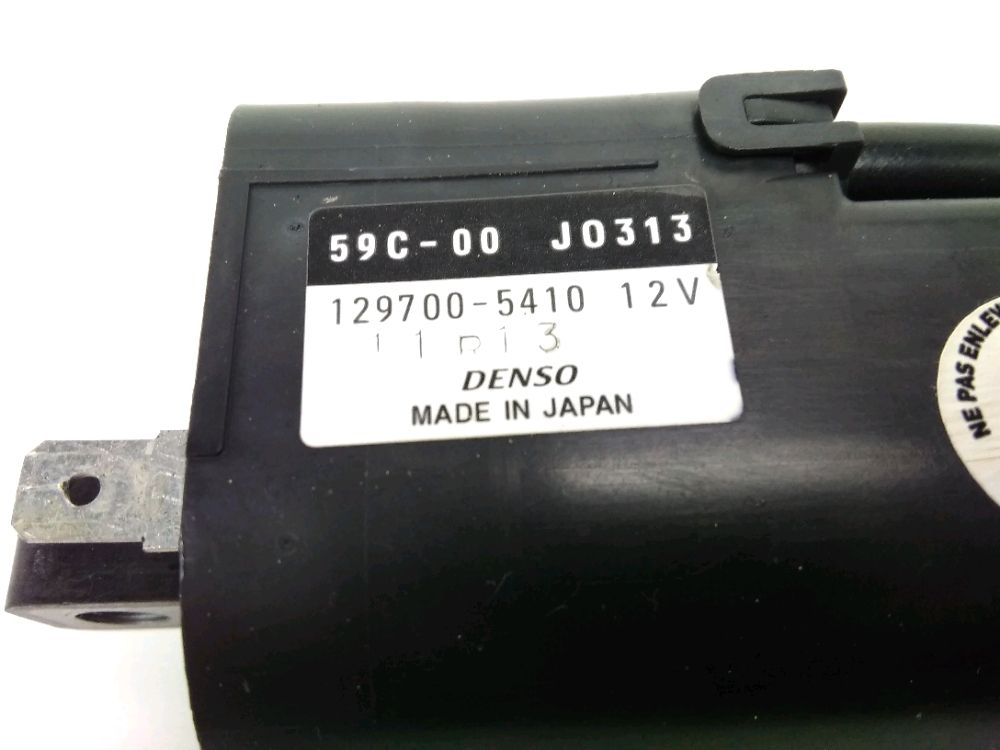 59C-00 J0313
129700-5410 12V
DENSO
MADE IN JAPAN
NE PAS ENLEV